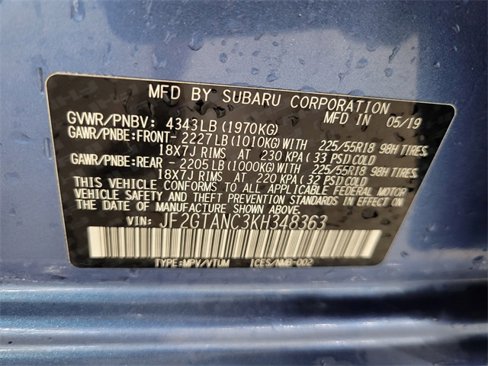 MFD BY SUBARU CORPORATION
GVWR/PNBV: 4343LB (1970KG) MFD IN 05/19
GAWR/PNBE:FRONT- 2227LB (1010KG) WITH 225/55R18 98H TIRES,
18X7J RIMS AT 230 KPA (33 PSI) COLD
GAWR/PNBE:REAR - 2205LB (1000KG) WITH 225/55R18 98H TIRES,
18X7J RIMS AT 220 KPA (32 PSI) COLD
THIS VEHICLE CONFORMS TO ALL APPLICABLE FEDERAL MOTOR
VEHICLE SAFETY AND THEFT PREVENTION STANDARDS IN EFFECT ON
THE DATE OF MANUFACTURE SHOWN ABOVE.
VIN: JF2GTANC3KH348363
TYPE:MPV/VTUM ICES/NMB-002